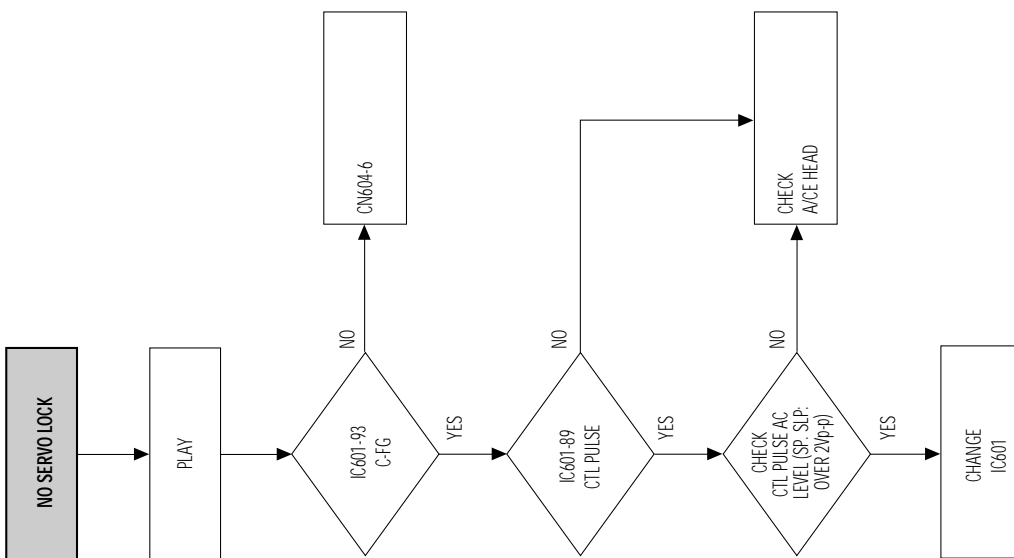 NO SERVO LOCK
PLAY
IC601-93
C-FG
NO
CN604-6
YES
IC601-89
CTL PULSE
NO
YES
CHECK
CTL PULSE AC
LEVEL (SP. SLP:
OVER 2Vp-p)
NO
CHECK
A/CE HEAD
YES
CHANGE
IC601